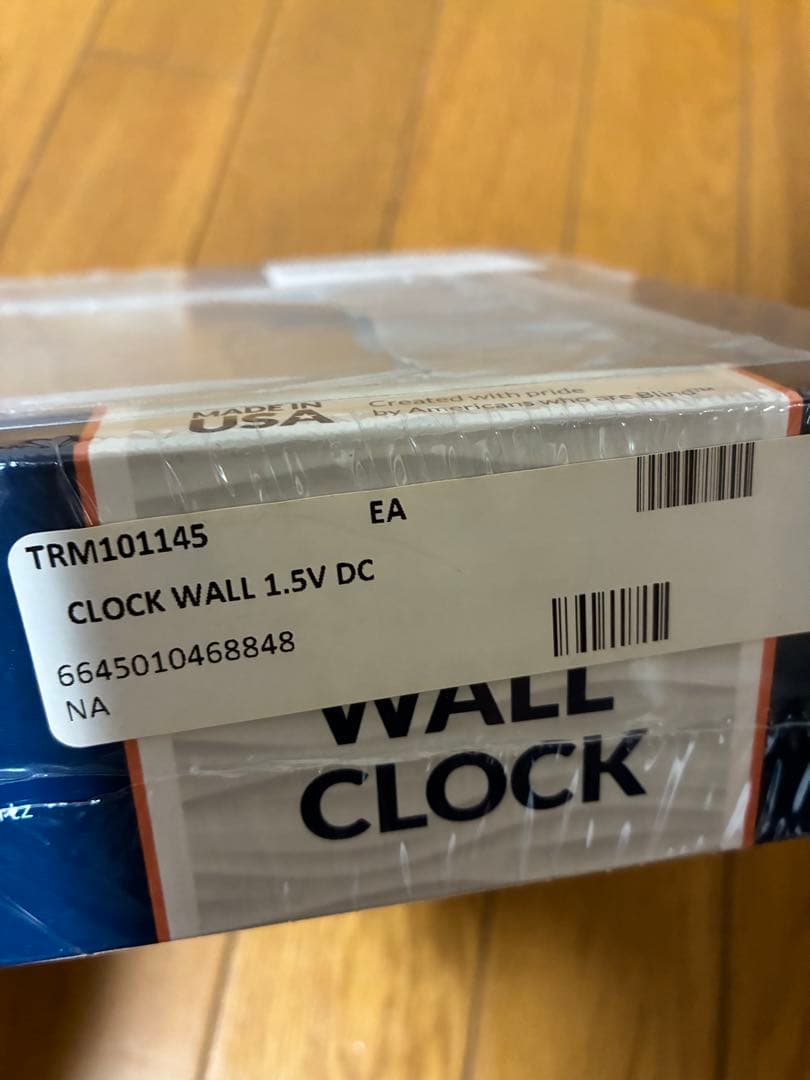 MADE IN
USA
Created with pride
by Americans who are Blind™
TRM101145
EA
CLOCK WALL 1.5V DC
6645010468848
NA
WALL
CLOCK